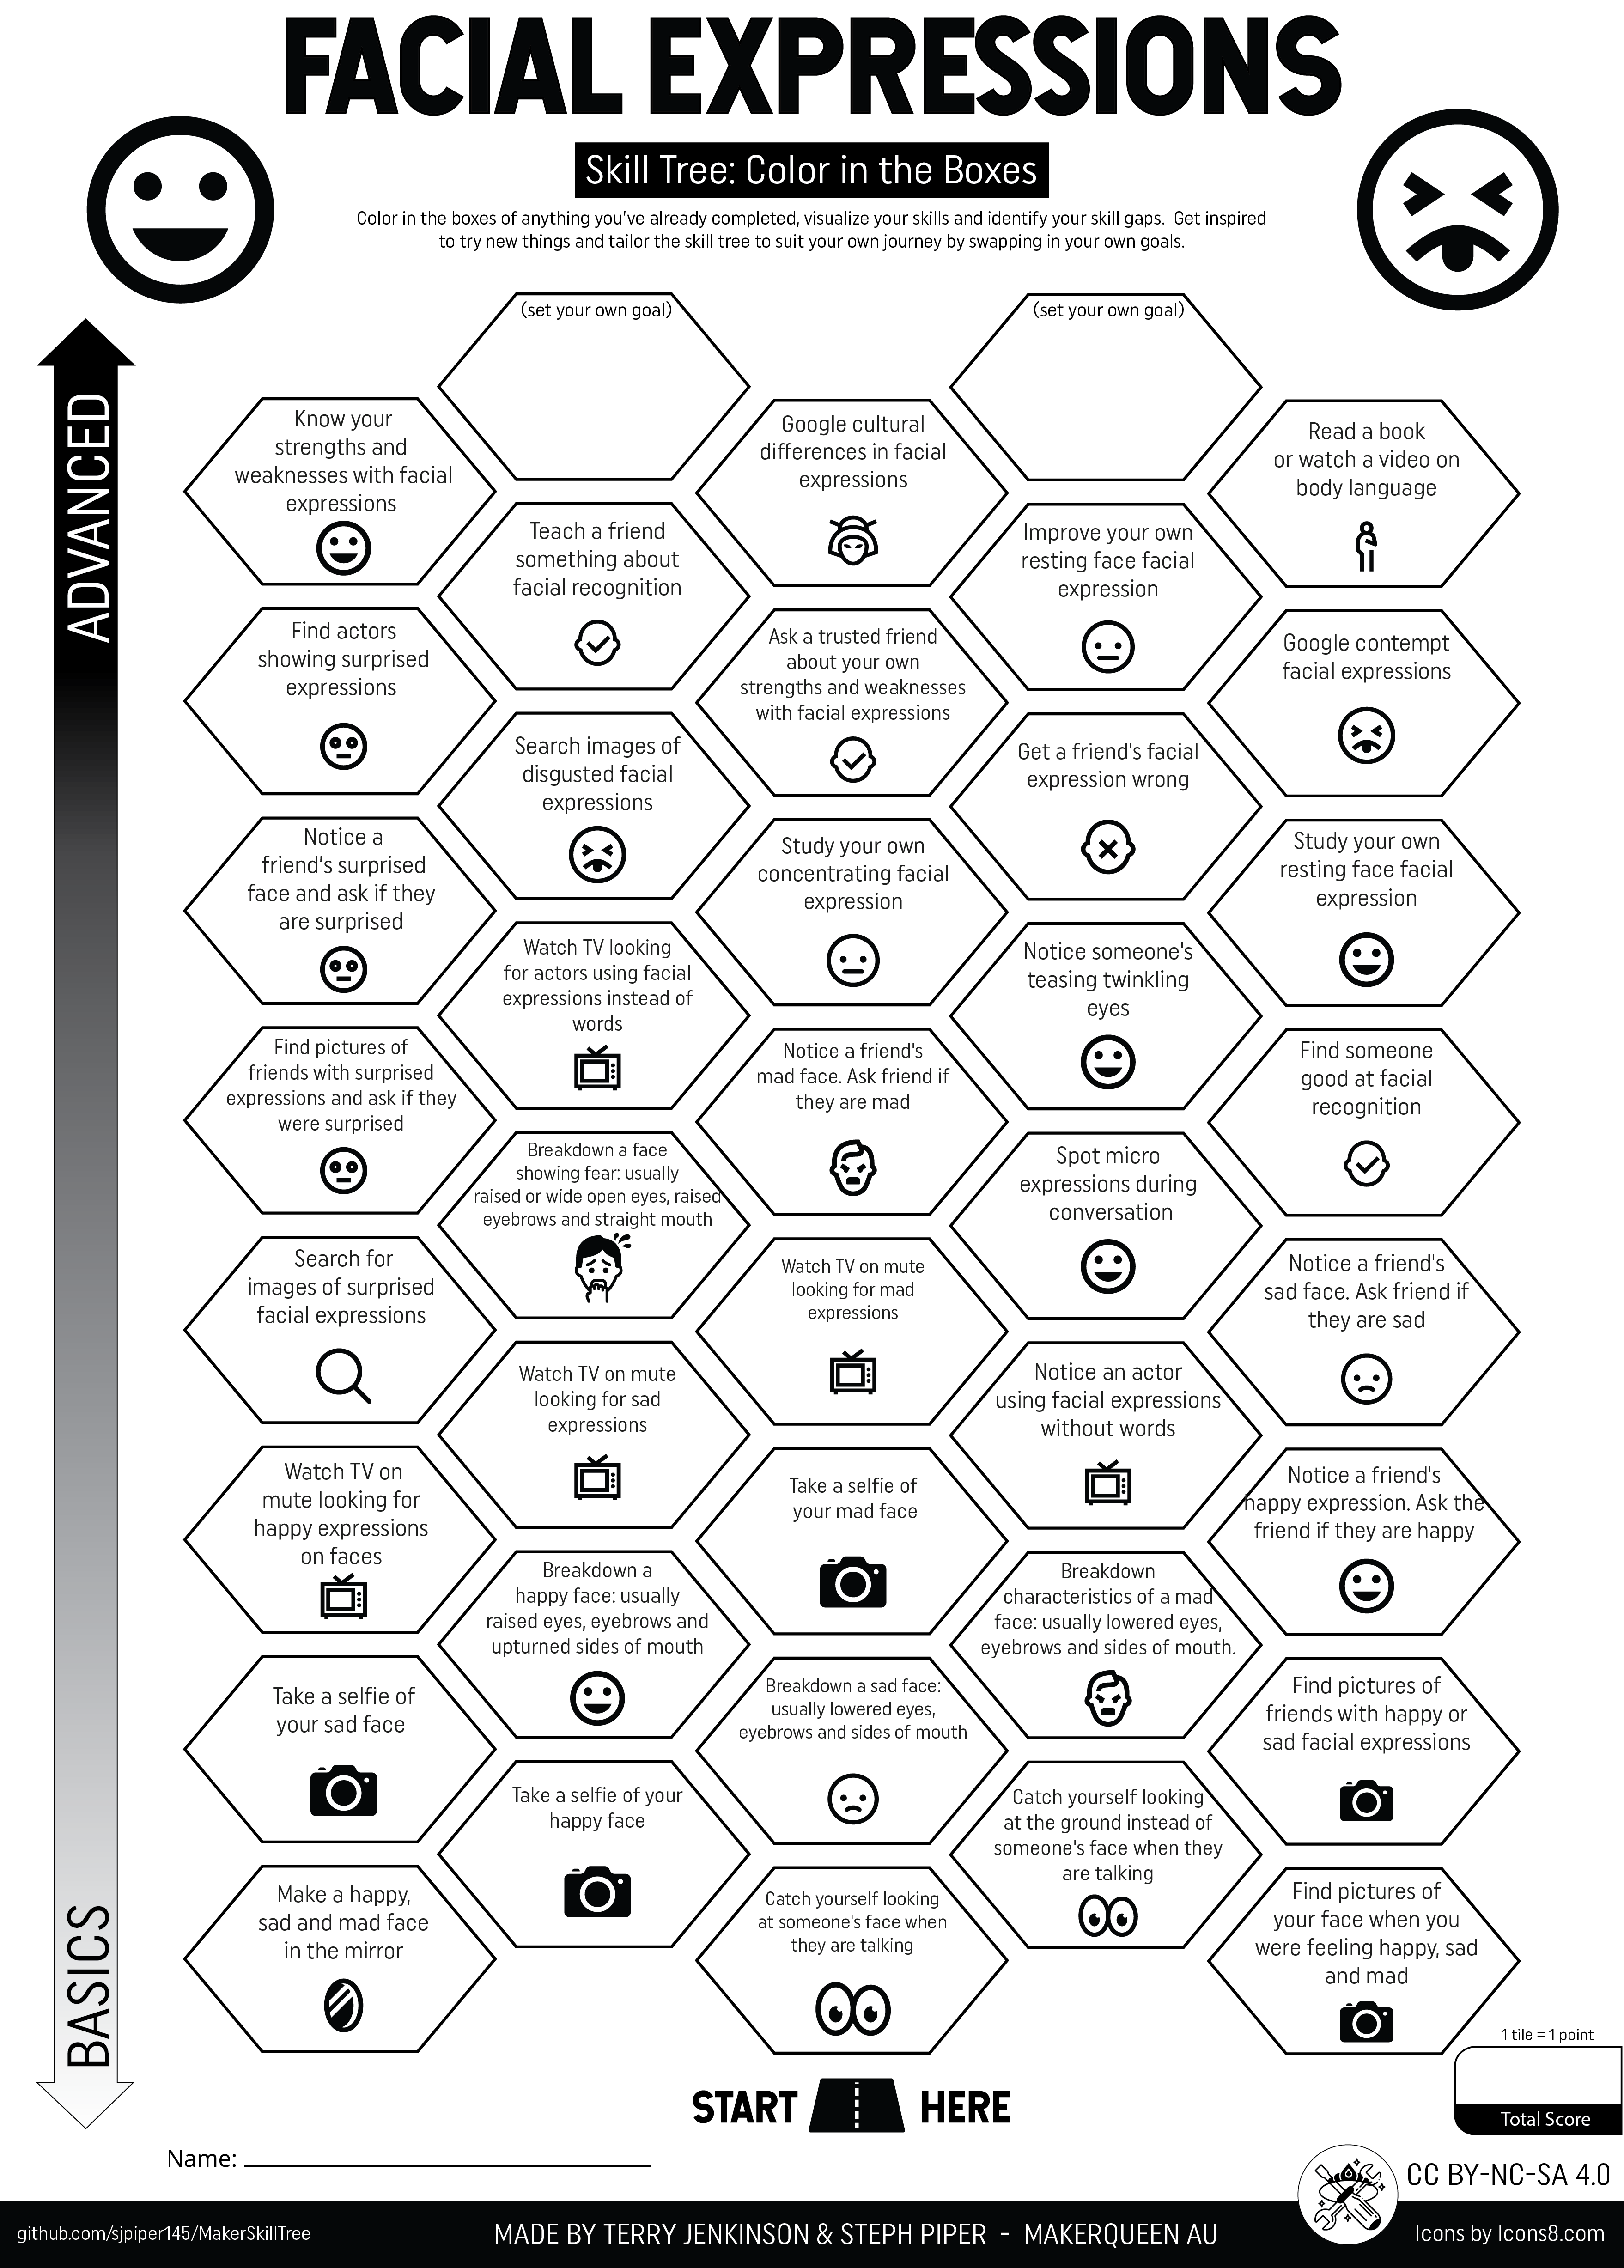 FACIAL EXPRESSIONS
Skill Tree: Color in the Boxes
Color in the boxes of anything you've already completed, visualize your skills and identify your skill gaps.  Get inspired
to try new things and tailor the skill tree to suit your own journey by swapping in your own goals.
ADVANCED
(set your own goal)
(set your own goal)
Know your
strengths and
weaknesses with facial
expressions
Google cultural
differences in facial
expressions
Read a book
or watch a video on
body language
Teach a friend
something about
facial recognition
Improve your own
resting face facial
expression
Find actors
showing surprised
expressions
Ask a trusted friend
about your own
strengths and weaknesses
with facial expressions
Google contempt
facial expressions
Search images of
disgusted facial
expressions
Get a friend's facial
expression wrong
Notice a
friend's surprised
face and ask if they
are surprised
Study your own
concentrating facial
expression
Study your own
resting face facial
expression
Watch TV looking
for actors using facial
expressions instead of
words
Notice someone's
teasing twinkling
eyes
Find pictures of
friends with surprised
expressions and ask if they
were surprised
Notice a friend's
mad face. Ask friend if
they are mad
Find someone
good at facial
recognition
Breakdown a face
showing fear: usually
raised or wide open eyes, raised
eyebrows and straight mouth
Spot micro
expressions during
conversation
Search for
images of surprised
facial expressions
Watch TV on mute
looking for mad
expressions
Notice a friend's
sad face. Ask friend if
they are sad
Watch TV on mute
looking for sad
expressions
Notice an actor
using facial expressions
without words
Watch TV on
mute looking for
happy expressions
on faces
Take a selfie of
your mad face
Notice a friend's
happy expression. Ask the
friend if they are happy
Breakdown a
happy face: usually
raised eyes, eyebrows and
upturned sides of mouth
Breakdown
characteristics of a mad
face: usually lowered eyes,
eyebrows and sides of mouth.
Take a selfie of
your sad face
Breakdown a sad face:
usually lowered eyes,
eyebrows and sides of mouth
Find pictures of
friends with happy or
sad facial expressions
Take a selfie of your
happy face
Catch yourself looking
at the ground instead of
someone's face when they
are talking
Make a happy,
sad and mad face
in the mirror
Catch yourself looking
at someone's face when
they are talking
Find pictures of
your face when you
were feeling happy, sad
and mad
BASICS
1 tile = 1 point
Total Score
START HERE
Name:
CC BY-NC-SA 4.0
github.com/sjpiper145/MakerSkillTree
MADE BY TERRY JENKINSON & STEPH PIPER  -  MAKERQUEEN AU
Icons by Icons8.com